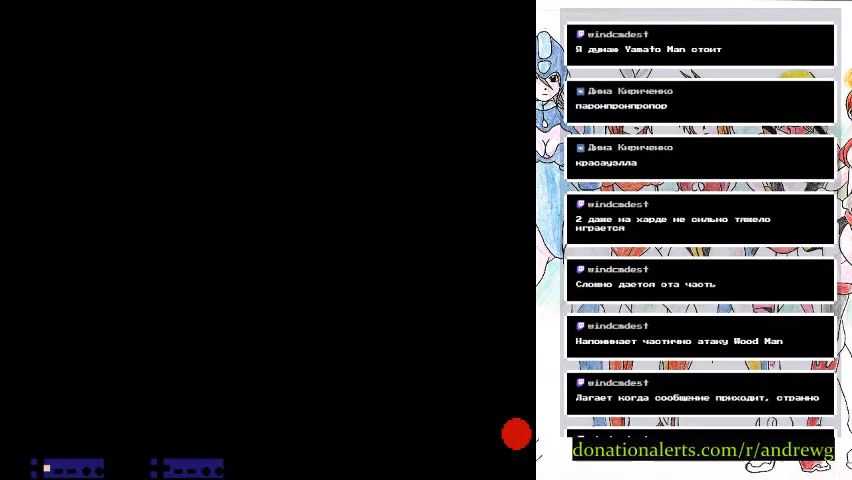 windcmdest
Я думаю Yamato Man стоит
Дима Кириченко
паронпронпропор
Дима Кириченко
красауэлла
windcmdest
2 даже на харде не сильно тяжело
играется
windcmdest
Сложно дается эта часть
windcmdest
Напоминает частично атаку Wood Man
windcmdest
Лагает когда сообщение приходит, странно
donationalerts.com/r/andrewg